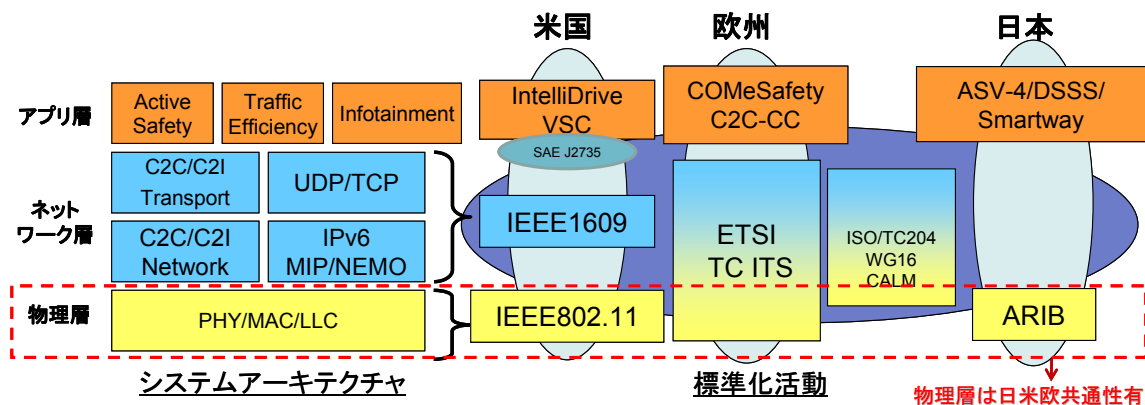 米国
欧州
日本
アプリ層
Active
Safety
Traffic
Efficiency
Infotainment
IntelliDrive
VSC
COMeSafety
C2C-CC
ASV-4/DSSS/
Smartway
SAE J2735
ネット
ワーク層
C2C/C2I
Transport
UDP/TCP
C2C/C2I
Network
IPv6
MIP/NEMO
IEEE1609
ETSI
TC ITS
ISO/TC204
WG16
CALM
物理層
PHY/MAC/LLC
IEEE802.11
ARIB
システムアーキテクチャ
標準化活動
物理層は日米欧共通性有